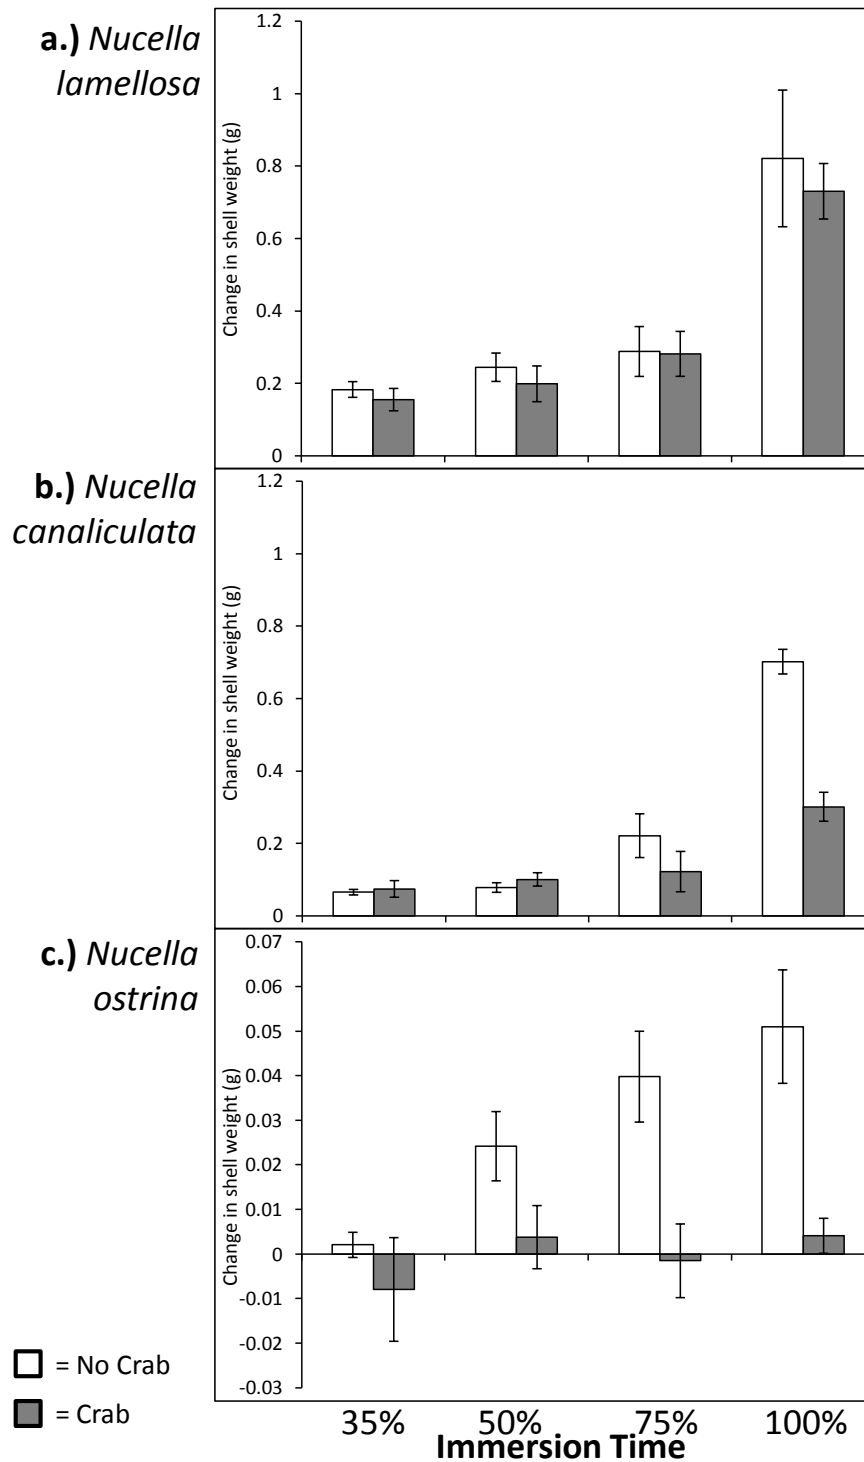 a.) Nucella
lamellosa
Change in shell weight (g)
1.2
1
0.8
0.6
0.4
0.2
0
b.) Nucella
canaliculata
Change in shell weight (g)
1.2
1
0.8
0.6
0.4
0.2
0
c.) Nucella
ostrina
Change in shell weight (g)
0.07
0.06
0.05
0.04
0.03
0.02
0.01
0
-0.01
-0.02
-0.03
= No Crab
= Crab
35% 50% 75% 100%
Immersion Time